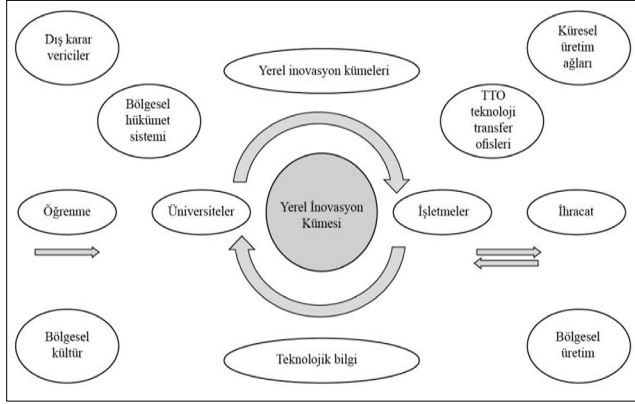 Dış karar
vericiler
Küresel
üretim
ağları
Yerel inovasyon kümeleri
Bölgesel
hükümet
sistemi
TTO
teknoloji
transfer
ofisleri
Öğrenme
Üniversiteler
Yerel İnovasyon
Kümesi
İşletmeler
İhracat
Bölgesel
kültür
Teknolojik bilgi
Bölgesel
üretim